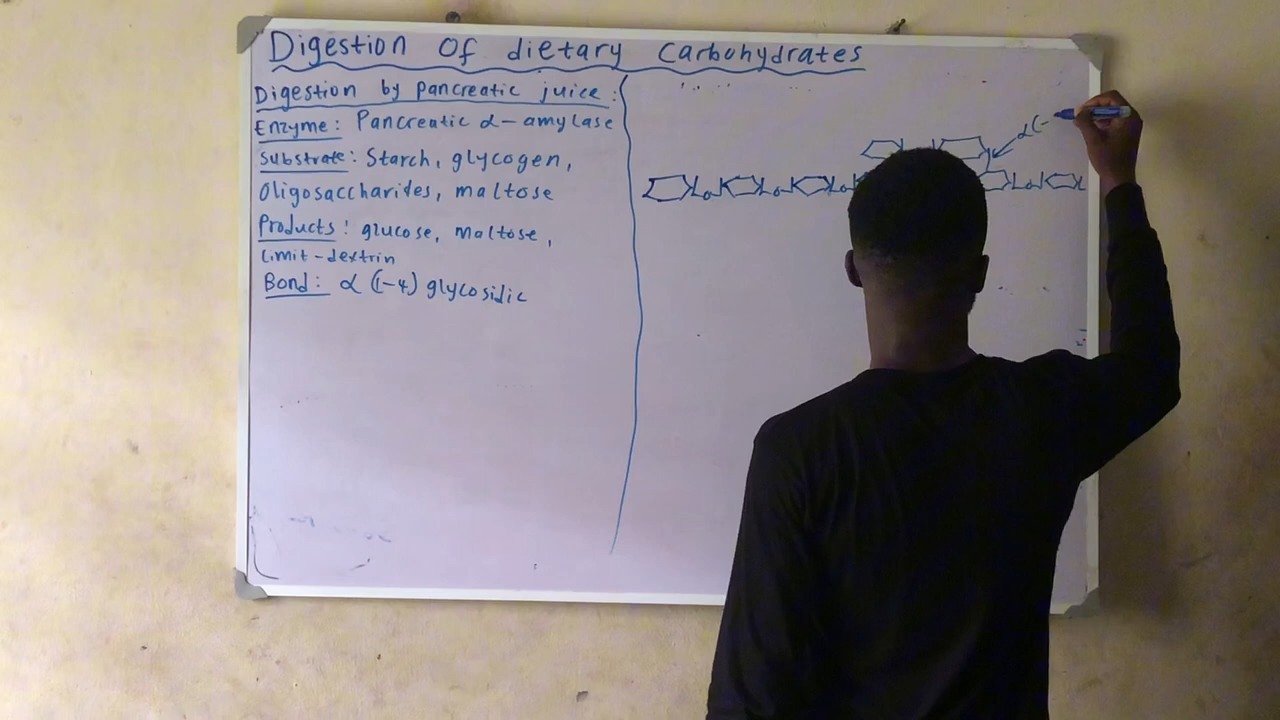 Digestion Of dietary Carbohydrates
Digestion by pancreatic juice:
Enzyme: Pancreatic α-amylase
Substrate: Starch, glycogen,
Oligosaccharides, maltose
Products: glucose, maltose,
Limit-dextrin
Bond: α (1-4) glycosidic
α(-
O O O O